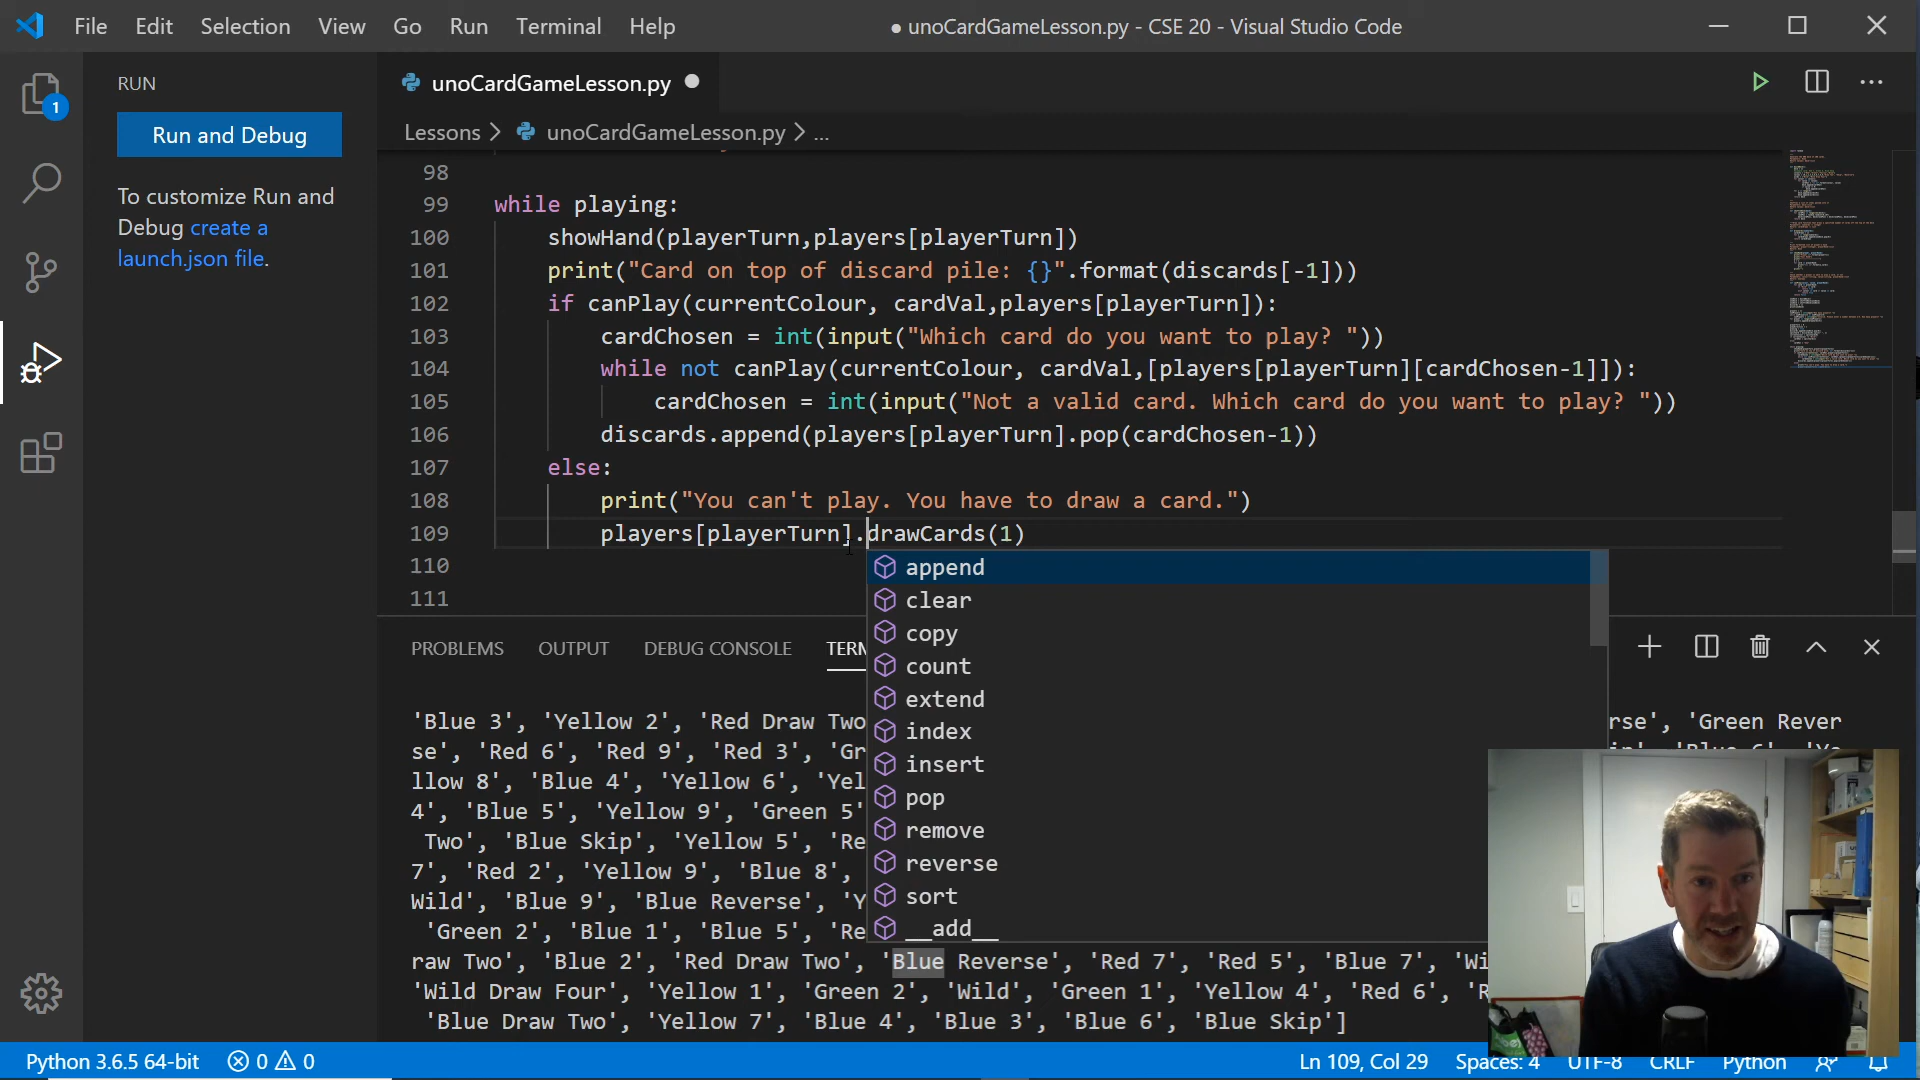 File Edit Selection View Go Run Terminal Help
● unoCardGameLesson.py - CSE 20 - Visual Studio Code
1
RUN
Run and Debug
To customize Run and
Debug create a
launch.json file.
unoCardGameLesson.py
Lessons > unoCardGameLesson.py > ...
98
99 while playing:
100 showHand(playerTurn,players[playerTurn])
101 print("Card on top of discard pile: {}".format(discards[-1]))
102 if canPlay(currentColour, cardVal,players[playerTurn]):
103 cardChosen = int(input("Which card do you want to play? "))
104 while not canPlay(currentColour, cardVal,[players[playerTurn][cardChosen-1]]):
105 cardChosen = int(input("Not a valid card. Which card do you want to play? "))
106 discards.append(players[playerTurn].pop(cardChosen-1))
107 else:
108 print("You can't play. You have to draw a card.")
109 players[playerTurn].drawCards(1)
110
111
append
clear
copy
count
extend
index
insert
pop
remove
reverse
sort
__add__
PROBLEMS OUTPUT DEBUG CONSOLE TERM
'Blue 3', 'Yellow 2', 'Red Draw Two rse', 'Green Rever
se', 'Red 6', 'Red 9', 'Red 3', 'Gr
llow 8', 'Blue 4', 'Yellow 6', 'Yel
4', 'Blue 5', 'Yellow 9', 'Green 5'
Two', 'Blue Skip', 'Yellow 5', 'Re
7', 'Red 2', 'Yellow 9', 'Blue 8',
Wild', 'Blue 9', 'Blue Reverse', 'Y
'Green 2', 'Blue 1', 'Blue 5', 'Re
raw Two', 'Blue 2', 'Red Draw Two', 'Blue Reverse', 'Red 7', 'Red 5', 'Blue 7', 'Wi
'Wild Draw Four', 'Yellow 1', 'Green 2', 'Wild', 'Green 1', 'Yellow 4', 'Red 6', 'R
'Blue Draw Two', 'Yellow 7', 'Blue 4', 'Blue 3', 'Blue 6', 'Blue Skip']
Python 3.6.5 64-bit 0 0 Ln 109, Col 29 Spaces: 4 UTF-8 CRLF Python